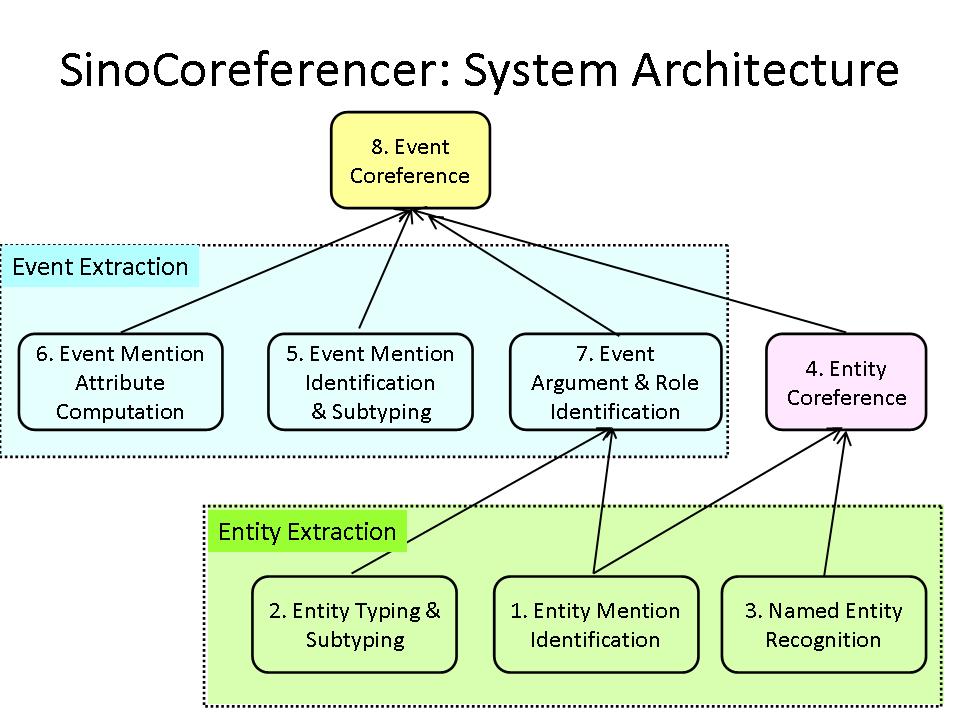 SinoCoreferencer: System Architecture
8. Event
Coreference
Event Extraction
6. Event Mention
Attribute
Computation
5. Event Mention
Identification
& Subtyping
7. Event
Argument & Role
Identification
4. Entity
Coreference
Entity Extraction
2. Entity Typing &
Subtyping
1. Entity Mention
Identification
3. Named Entity
Recognition